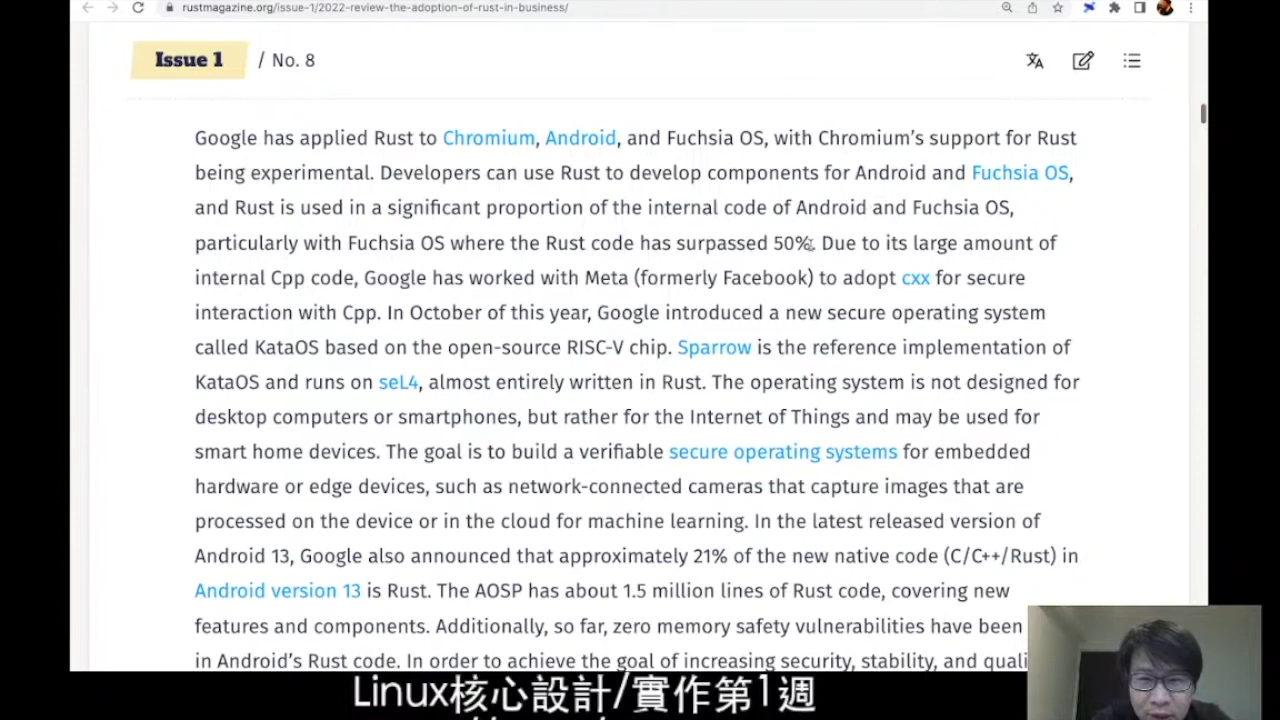 rustmagazine.org/issue-1/2022-review-the-adoption-of-rust-in-business/
Issue 1 / No. 8
Google has applied Rust to Chromium, Android, and Fuchsia OS, with Chromium’s support for Rust
being experimental. Developers can use Rust to develop components for Android and Fuchsia OS,
and Rust is used in a significant proportion of the internal code of Android and Fuchsia OS,
particularly with Fuchsia OS where the Rust code has surpassed 50%. Due to its large amount of
internal Cpp code, Google has worked with Meta (formerly Facebook) to adopt cxx for secure
interaction with Cpp. In October of this year, Google introduced a new secure operating system
called KataOS based on the open-source RISC-V chip. Sparrow is the reference implementation of
KataOS and runs on seL4, almost entirely written in Rust. The operating system is not designed for
desktop computers or smartphones, but rather for the Internet of Things and may be used for
smart home devices. The goal is to build a verifiable secure operating systems for embedded
hardware or edge devices, such as network-connected cameras that capture images that are
processed on the device or in the cloud for machine learning. In the latest released version of
Android 13, Google also announced that approximately 21% of the new native code (C/C++/Rust) in
Android version 13 is Rust. The AOSP has about 1.5 million lines of Rust code, covering new
features and components. Additionally, so far, zero memory safety vulnerabilities have been
in Android’s Rust code. In order to achieve the goal of increasing security, stability, and quali
Linux核心設計/實作第1週